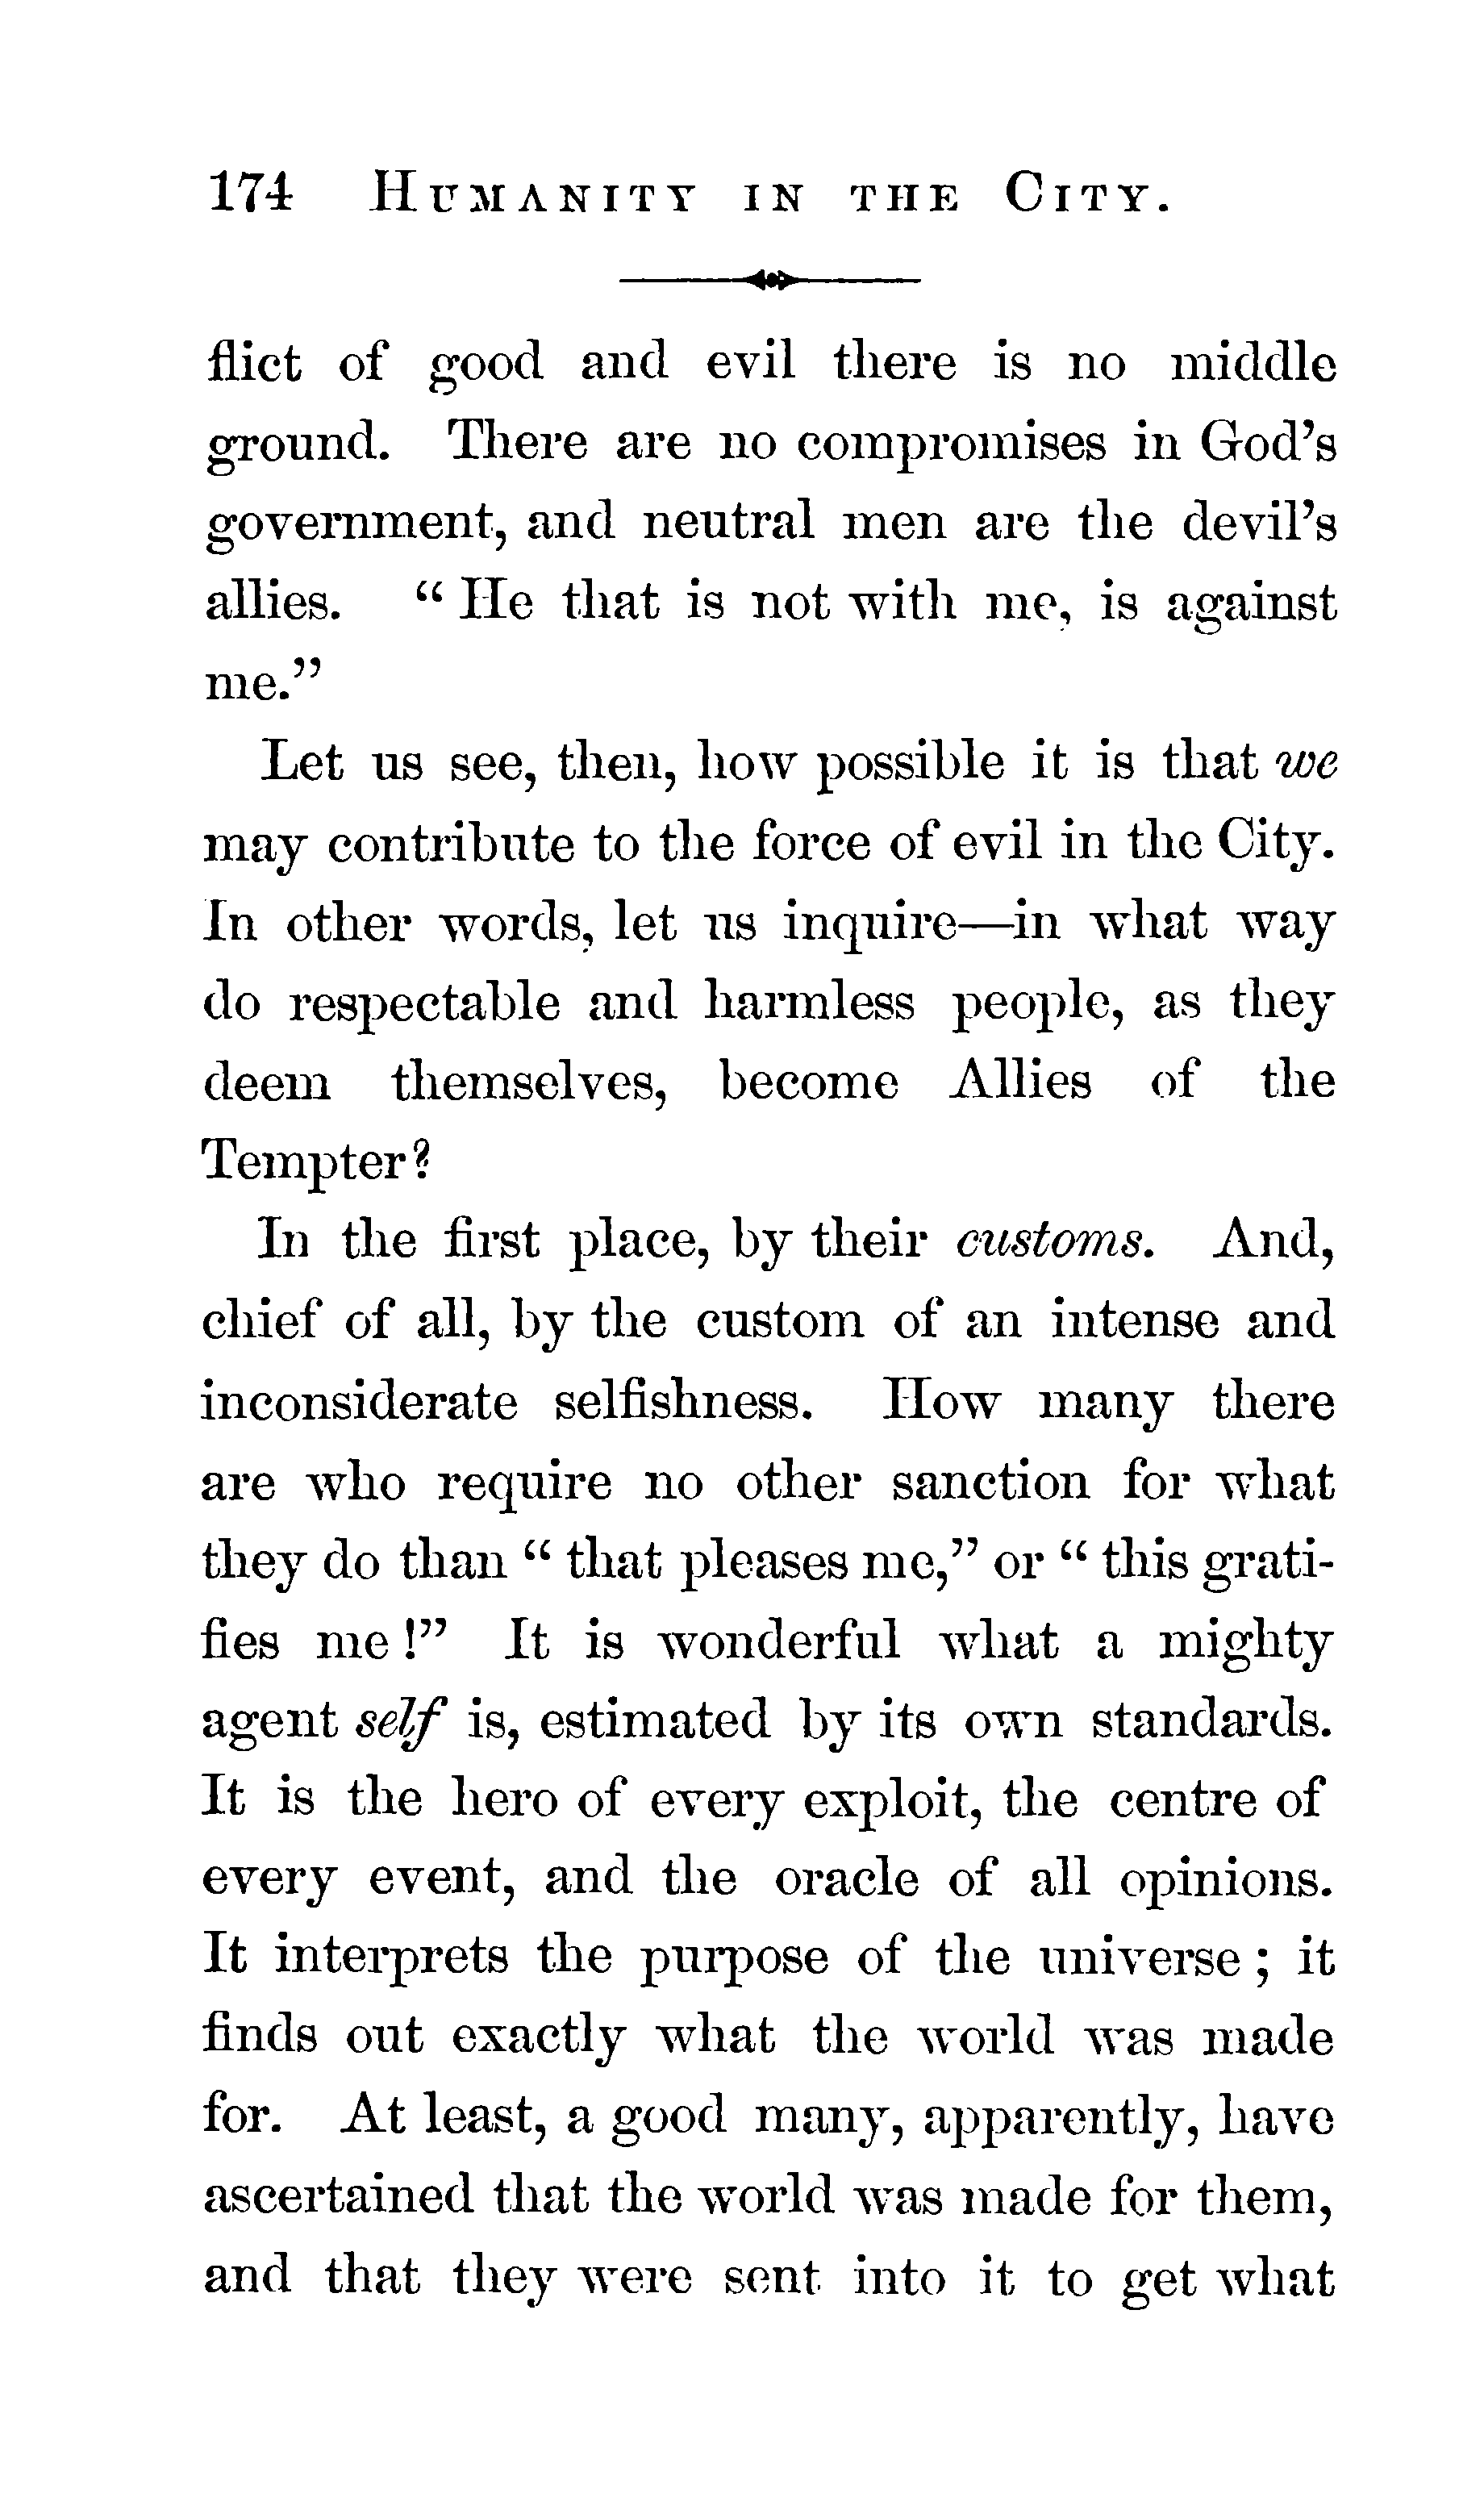 174 HUMANITY IN THE CITY.
flict of good and evil there is no middle
ground. There are no compromises in God's
government, and neutral men are the devil's
allies. " He that is not with me, is against
me."
Let us see, then, how possible it is that we
may contribute to the force of evil in the City.
In other words, let us inquire—in what way
do respectable and harmless people, as they
deem themselves, become Allies of the
Tempter?
In the first place, by their customs. And,
chief of all, by the custom of an intense and
inconsiderate selfishness. How many there
are who require no other sanction for what
they do than " that pleases me," or " this grati-
fies me !" It is wonderful what a mighty
agent self is, estimated by its own standards.
It is the hero of every exploit, the centre of
every event, and the oracle of all opinions.
It interprets the purpose of the universe ; it
finds out exactly what the world was made
for. At least, a good many, apparently, have
ascertained that the world was made for them,
and that they were sent into it to get what